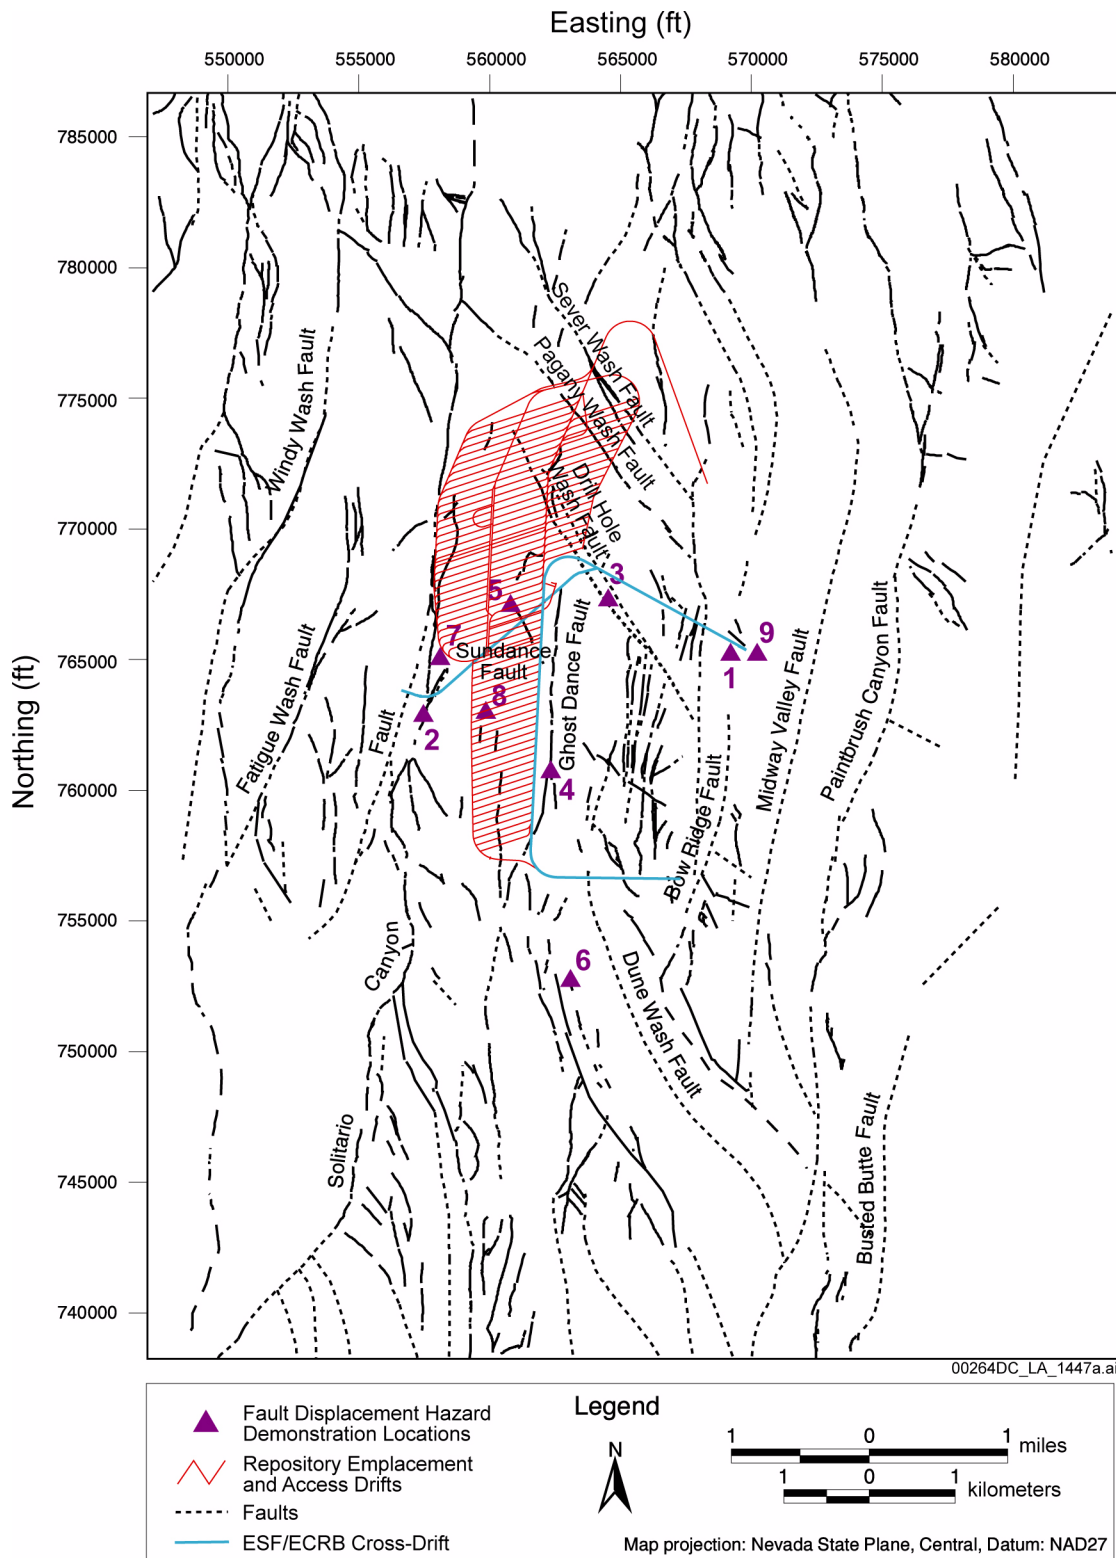 Easting (ft)
550000 555000 560000 565000 570000 575000 580000
Northing (ft)
785000
780000
775000
770000
765000
760000
755000
750000
745000
740000
Sever Wash Fault
Pagany Wash Fault
Windy Wash Fault
Drill Hole
Wash Fault
3
5
7
9
1
Sundance
Fault
8
2
4
Ghost Dance Fault
Fatigue Wash Fault
Fault
Midway Valley Fault
Paintbrush Canyon Fault
Bow Ridge Fault
6
Canyon
Dune Wash Fault
Solitario
Busted Butte Fault
00264DC_LA_1447a.ai
Legend
Fault Displacement Hazard
Demonstration Locations
Repository Emplacement
and Access Drifts
Faults
ESF/ECRB Cross-Drift
N
1 0 1 miles
1 0 1 kilometers
Map projection: Nevada State Plane, Central, Datum: NAD27